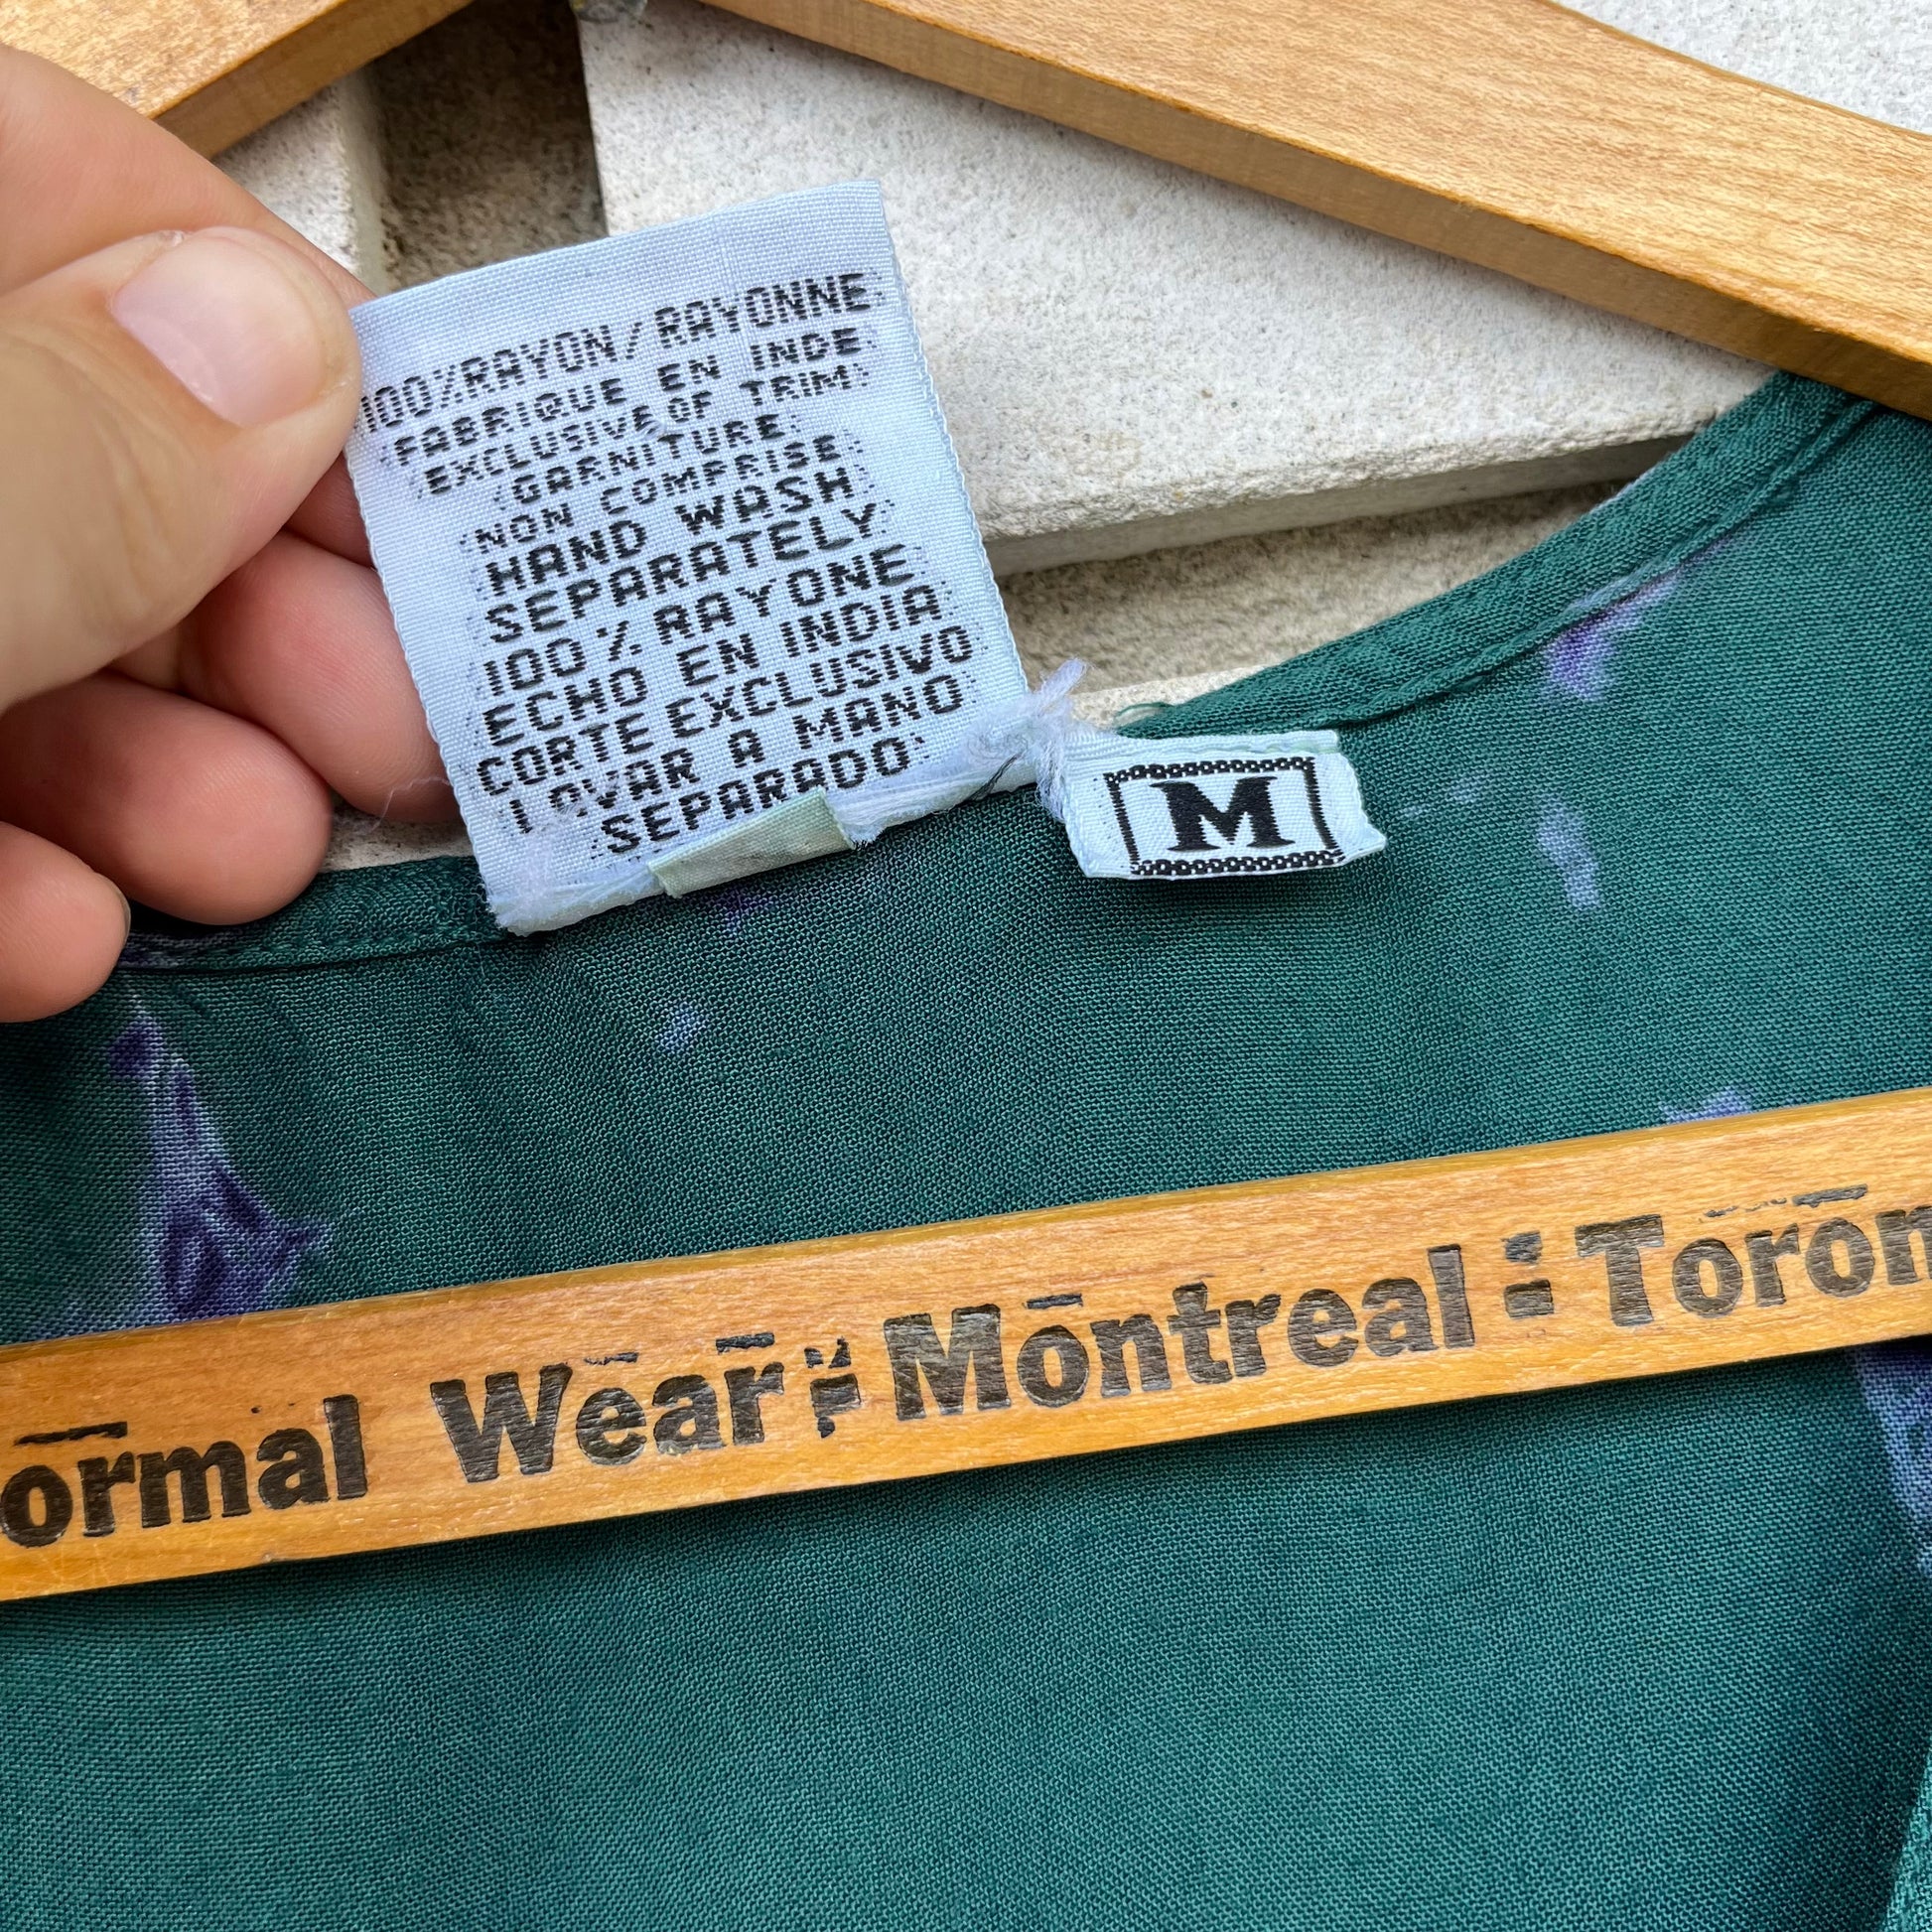 100%RAYON/RAYONNE
FABRIQUE EN INDE
EXCLUSIVE OF TRIM
GARNITURE
NON COMPRISE
HAND WASH
SEPARATELY
100% RAYONE
ECHO EN INDIA
CORTE EXCLUSIVO
LAVAR A MANO
SEPARADO
M
ormal Wear Montreal Toron